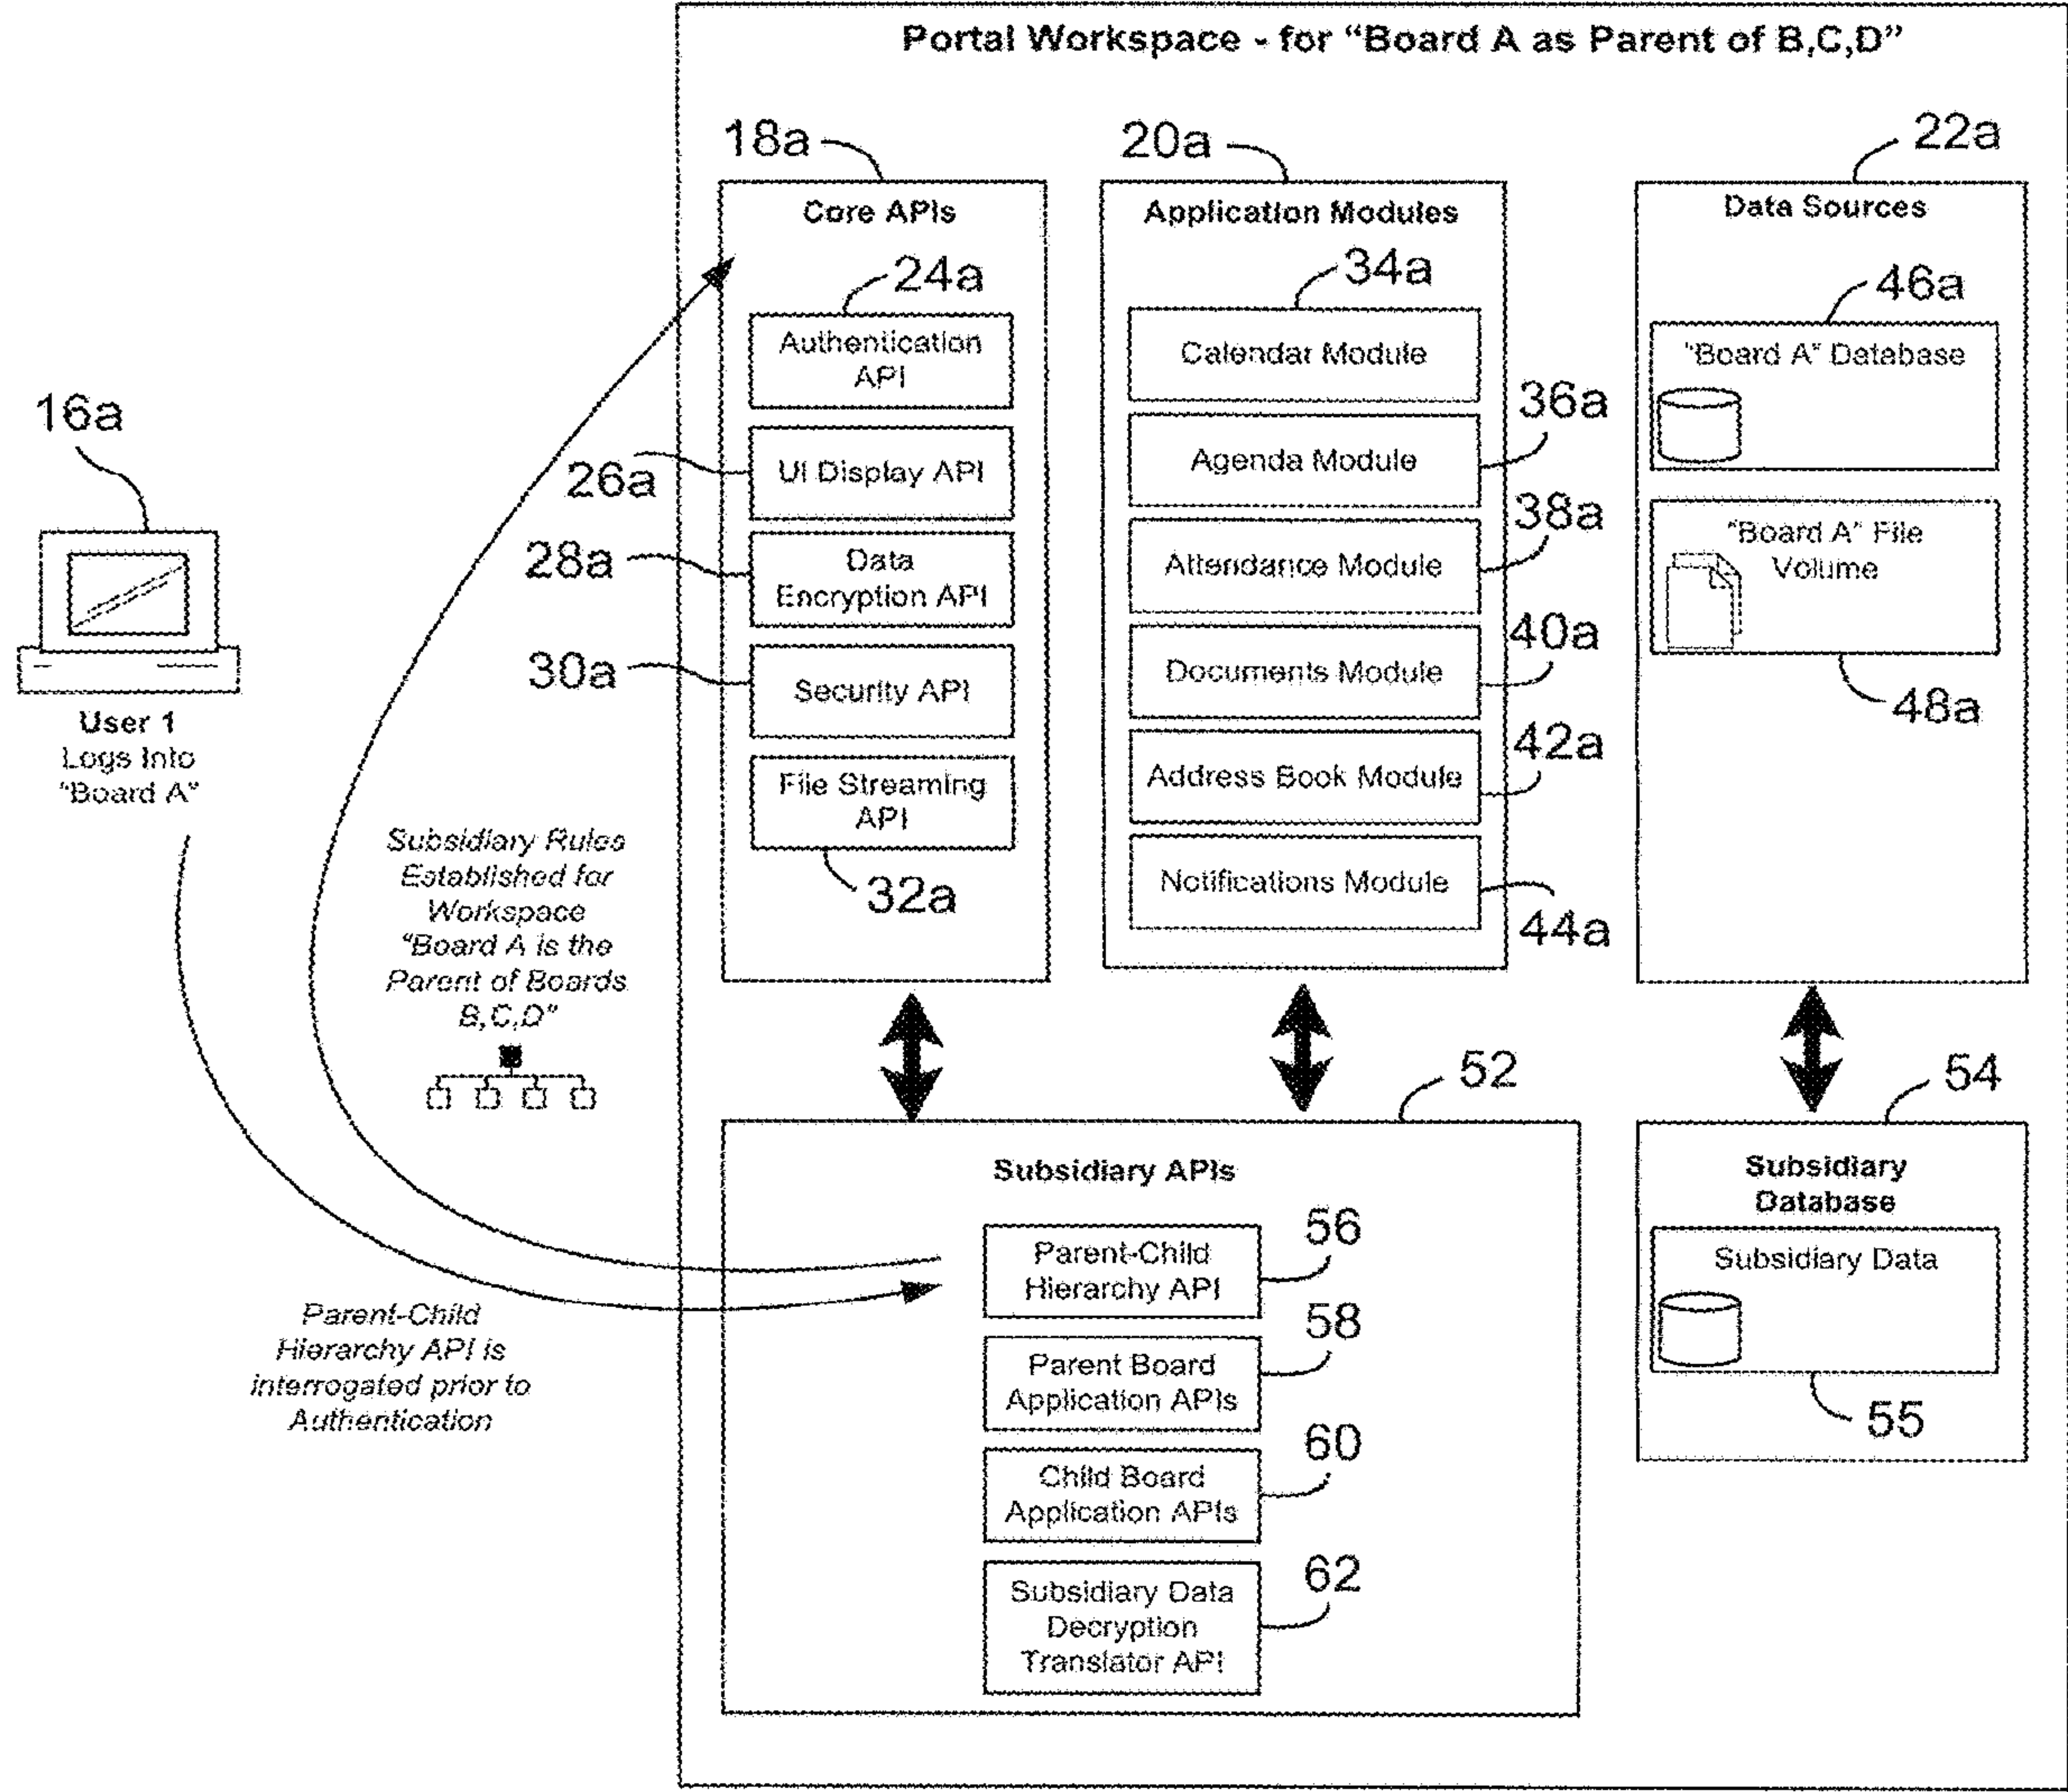 Portal Workspace - for “Board A as Parent of B,C,D”
18a
20a
22a
Core APIs
Application Modules
Data Sources
24a
34a
46a
Authentication
API
Calendar Module
“Board A” Database
16a
36a
26a
UI Display API
Agenda Module
38a
28a
Data
Encryption API
Attendance Module
“Board A” File
Volume
40a
30a
Security API
Documents Module
48a
User 1
Logs Into
“Board A”
42a
File Streaming
API
Address Book Module
32a
Notifications Module
44a
Subsidiary Rules
Established for
Workspace
“Board A is the
Parent of Boards
B,C,D”
52
54
Subsidiary APIs
Subsidiary
Database
56
Parent-Child
Hierarchy API
Subsidiary Data
58
Parent Board
Application APIs
55
Parent-Child
Hierarchy API is
interrogated prior to
Authentication
60
Child Board
Application APIs
62
Subsidiary Data
Decryption
Translator API